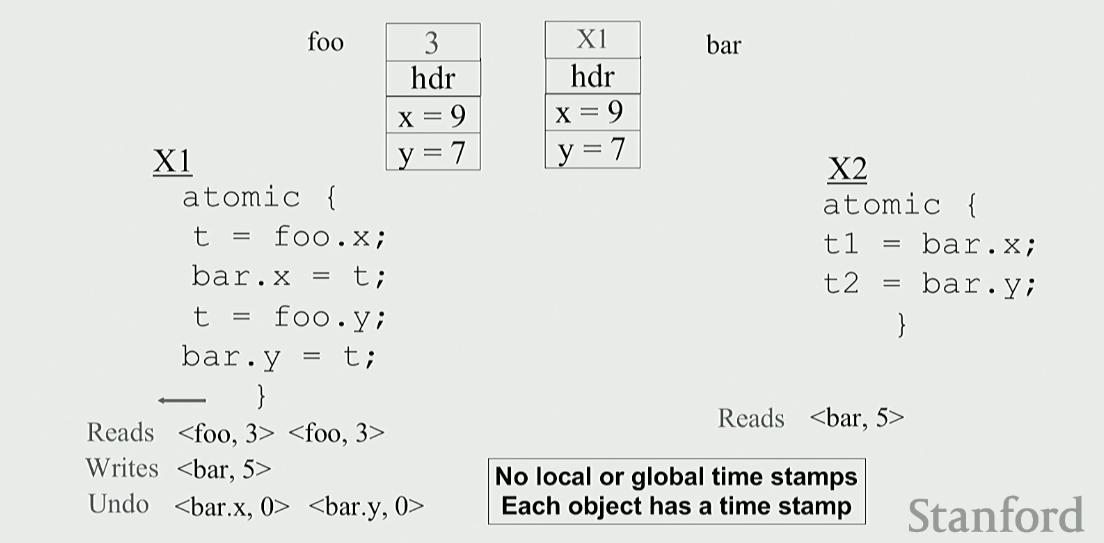 foo
3
hdr
x = 9
y = 7
X1
hdr
x = 9
y = 7
bar
X1
atomic {
t = foo.x;
bar.x = t;
t = foo.y;
bar.y = t;
}
Reads <foo, 3> <foo, 3>
Writes <bar, 5>
Undo <bar.x, 0> <bar.y, 0>
X2
atomic {
t1 = bar.x;
t2 = bar.y;
}
Reads <bar, 5>
No local or global time stamps
Each object has a time stamp
Stanford